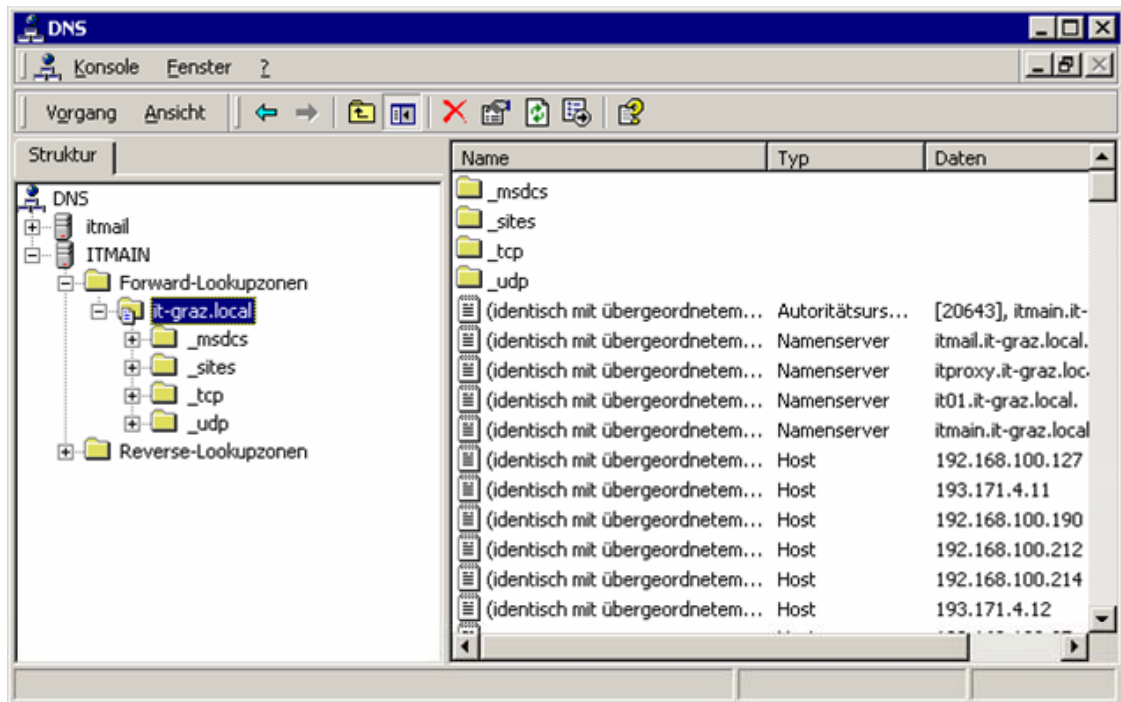 DNS
Konsole Fenster ?
Vorgang Ansicht
Struktur
DNS
itmail
ITMAIN
Forward-Lookupzonen
it-graz.local
_msdcs
_sites
_tcp
_udp
Reverse-Lookupzonen
Name Typ Daten
_msdcs
_sites
_tcp
_udp
(identisch mit übergeordnetem... Autoritätsurs... [20643], itmain.it-
(identisch mit übergeordnetem... Namenserver itmail.it-graz.local.
(identisch mit übergeordnetem... Namenserver itproxy.it-graz.loc
(identisch mit übergeordnetem... Namenserver it01.it-graz.local.
(identisch mit übergeordnetem... Namenserver itmain.it-graz.local
(identisch mit übergeordnetem... Host 192.168.100.127
(identisch mit übergeordnetem... Host 193.171.4.11
(identisch mit übergeordnetem... Host 192.168.100.190
(identisch mit übergeordnetem... Host 192.168.100.212
(identisch mit übergeordnetem... Host 192.168.100.214
(identisch mit übergeordnetem... Host 193.171.4.12